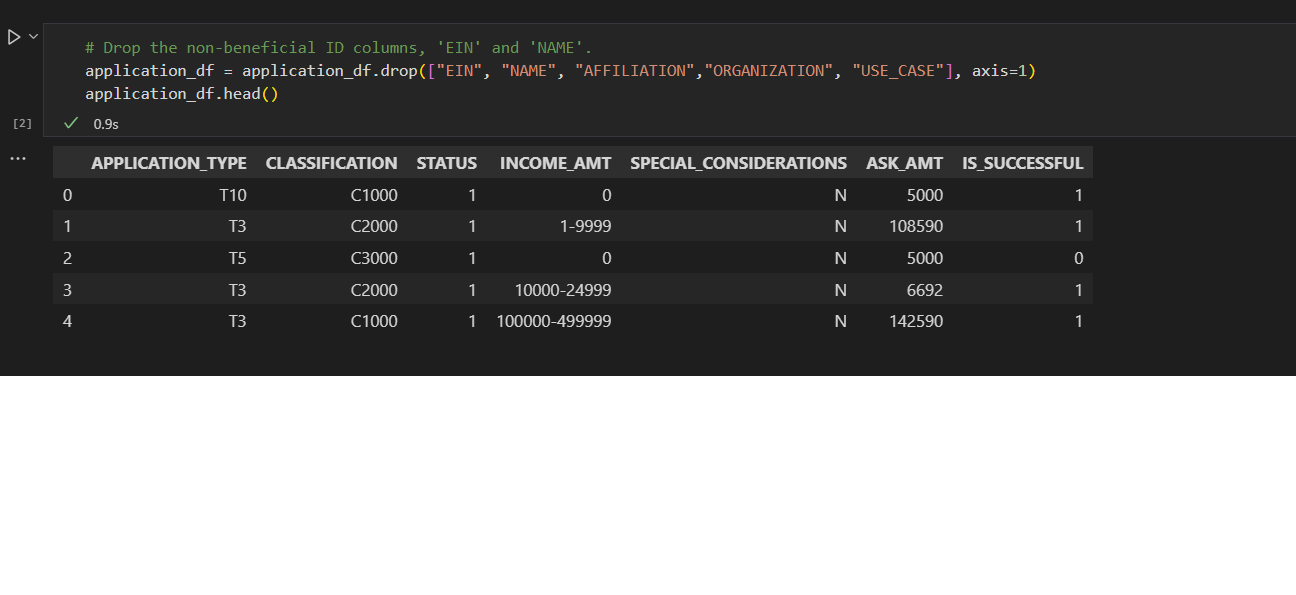 # Drop the non-beneficial ID columns, 'EIN' and 'NAME'.
application_df = application_df.drop(["EIN", "NAME", "AFFILIATION","ORGANIZATION", "USE_CASE"], axis=1)
application_df.head()
[2] 0.9s
APPLICATION_TYPE CLASSIFICATION STATUS INCOME_AMT SPECIAL_CONSIDERATIONS ASK_AMT IS_SUCCESSFUL
0 T10 C1000 1 0 N 5000 1
1 T3 C2000 1 1-9999 N 108590 1
2 T5 C3000 1 0 N 5000 0
3 T3 C2000 1 10000-24999 N 6692 1
4 T3 C1000 1 100000-499999 N 142590 1